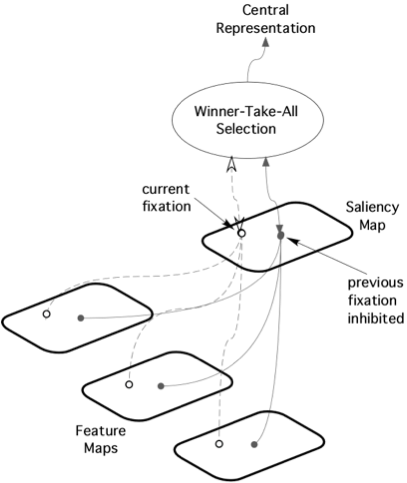 Central
Representation
Winner-Take-All
Selection
current
fixation
Saliency
Map
previous
fixation
inhibited
Feature
Maps